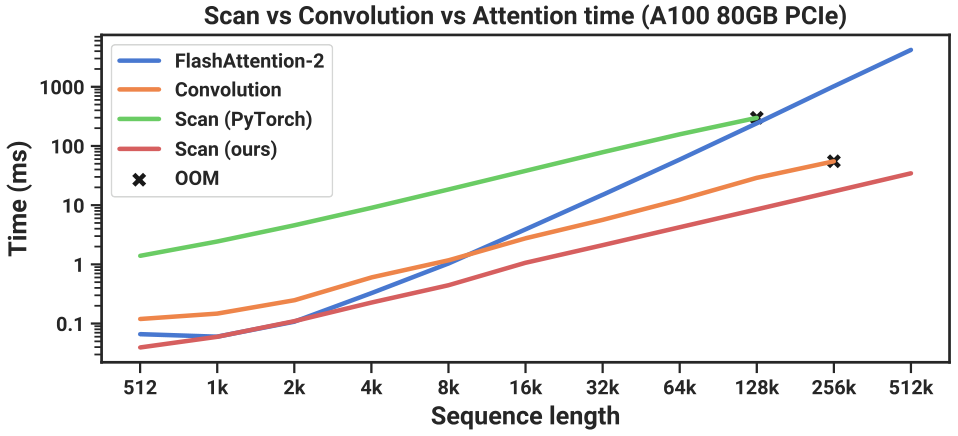 Scan vs Convolution vs Attention time (A100 80GB PCIe)
FlashAttention-2
Convolution
Scan (PyTorch)
Scan (ours)
OOM
Time (ms)
1000
100
10
1
0.1
512 1k 2k 4k 8k 16k 32k 64k 128k 256k 512k
Sequence length